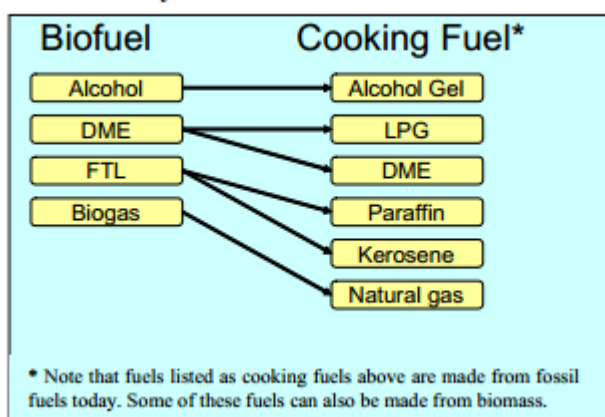 Biofuel Cooking Fuel*
Alcohol Alcohol Gel
DME LPG
FTL DME
Biogas Paraffin
Kerosene
Natural gas
* Note that fuels listed as cooking fuels above are made from fossil
fuels today. Some of these fuels can also be made from biomass.